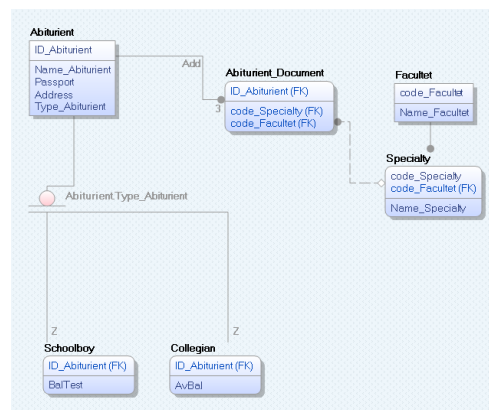 Abiturient
ID_Abiturient
Name_Abiturient
Passport
Address
Type_Abiturient
Add
3
Abiturient_Document
ID_Abiturient (FK)
code_Specialty (FK)
code_Facultet (FK)
Facultet
code_Facultet
Name_Facultet
Specialty
code_Specialty
code_Facultet (FK)
Name_Specialty
Abiturient.Type_Abiturient
Z
Schoolboy
ID_Abiturient (FK)
BalTest
Z
Collegian
ID_Abiturient (FK)
AvBal